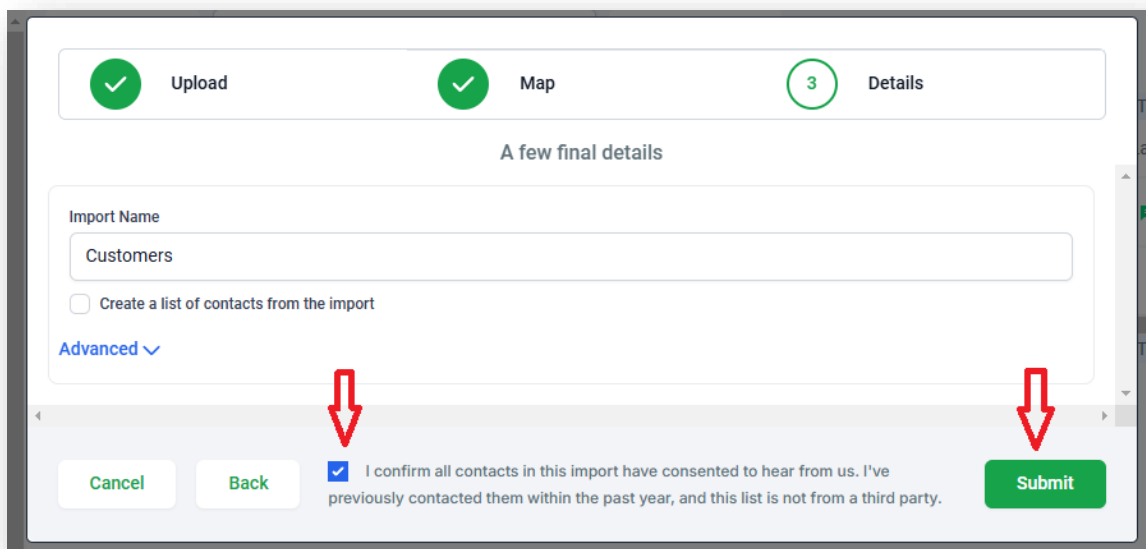 Upload
Map
3
Details
A few final details
Import Name
Customers
Create a list of contacts from the import
Advanced
Cancel
Back
I confirm all contacts in this import have consented to hear from us. I've
previously contacted them within the past year, and this list is not from a third party.
Submit